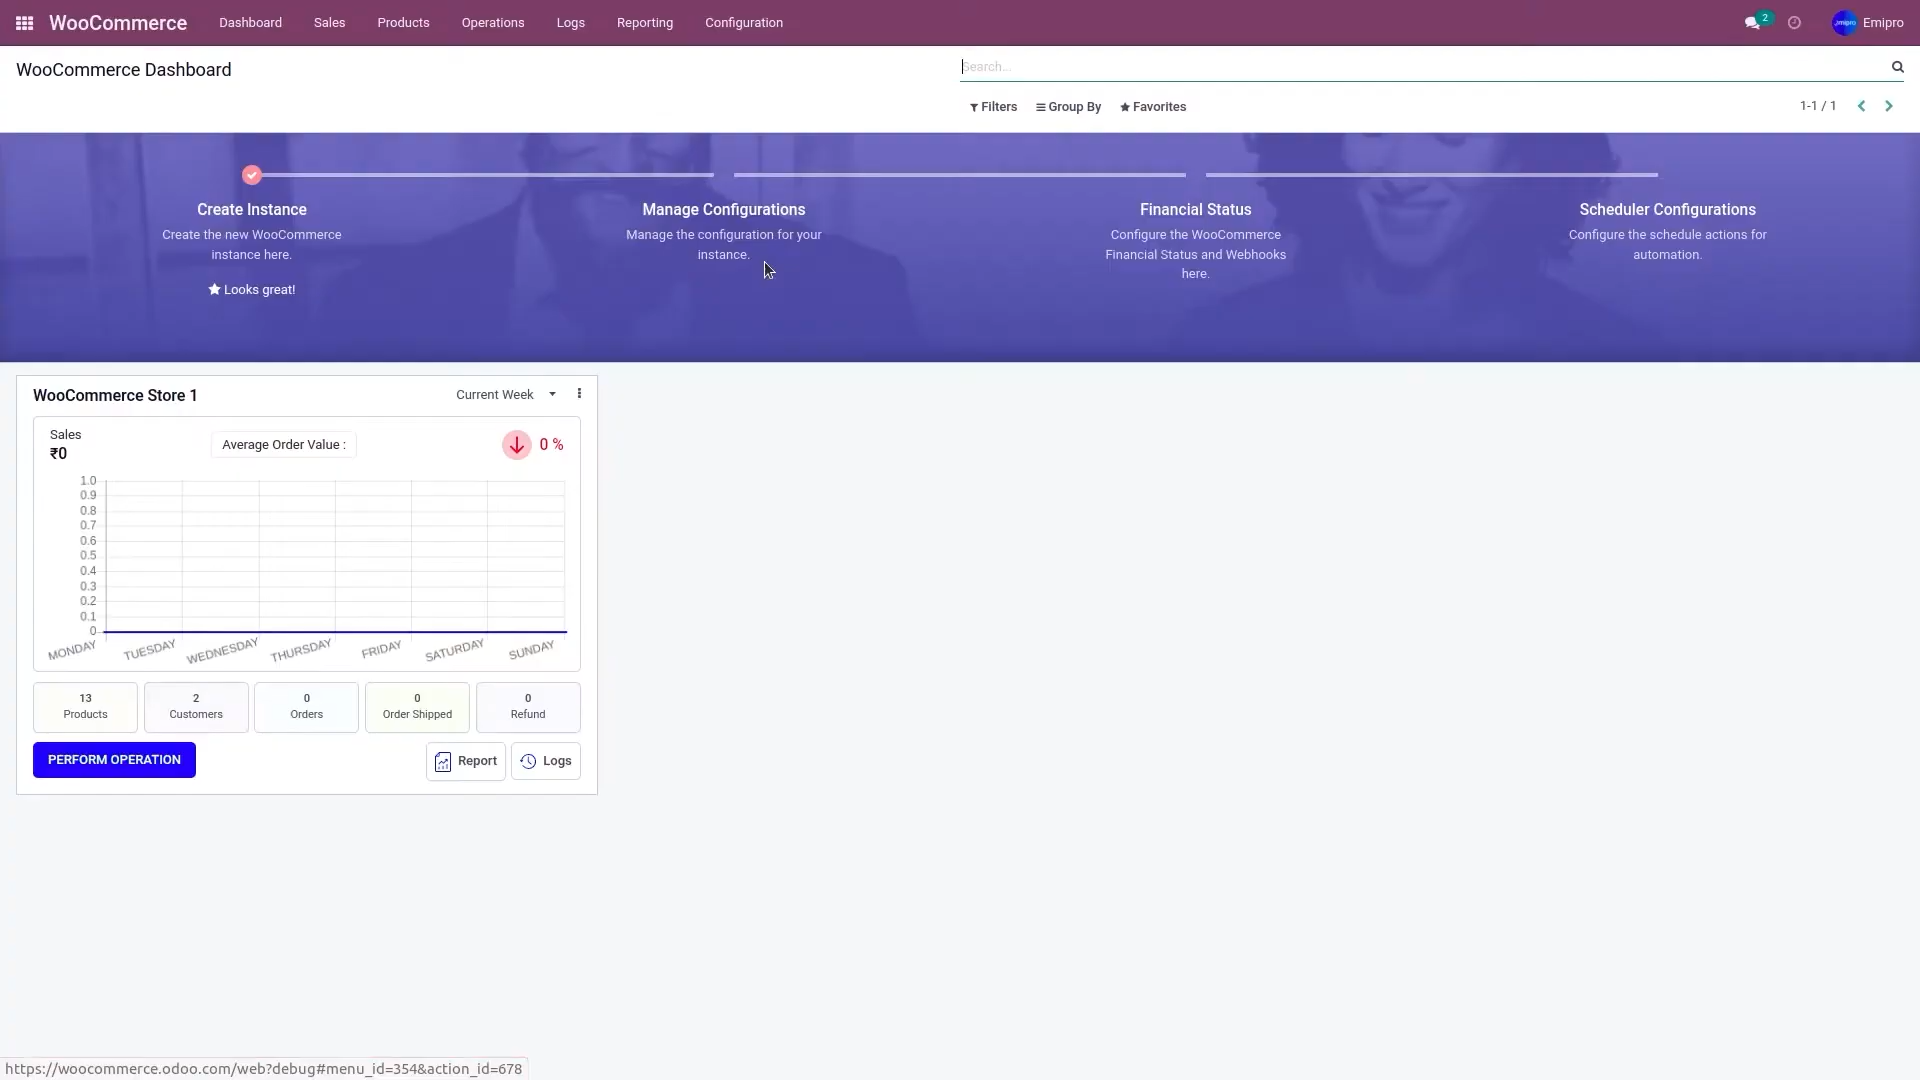 WooCommerce Dashboard Sales Products Operations Logs Reporting Configuration 2 Emipro
WooCommerce Dashboard
Search...
Filters Group By Favorites 1-1 / 1
Create Instance
Create the new WooCommerce
instance here.
Looks great!
Manage Configurations
Manage the configuration for your
instance.
Financial Status
Configure the WooCommerce
Financial Status and Webhooks
here.
Scheduler Configurations
Configure the schedule actions for
automation.
WooCommerce Store 1 Current Week
Sales
₹0
Average Order Value :
0 %
1.0
0.9
0.8
0.7
0.6
0.5
0.4
0.3
0.2
0.1
0
MONDAY TUESDAY WEDNESDAY THURSDAY FRIDAY SATURDAY SUNDAY
13
Products
2
Customers
0
Orders
0
Order Shipped
0
Refund
PERFORM OPERATION Report Logs
https://woocommerce.odoo.com/web?debug#menu_id=354&action_id=678